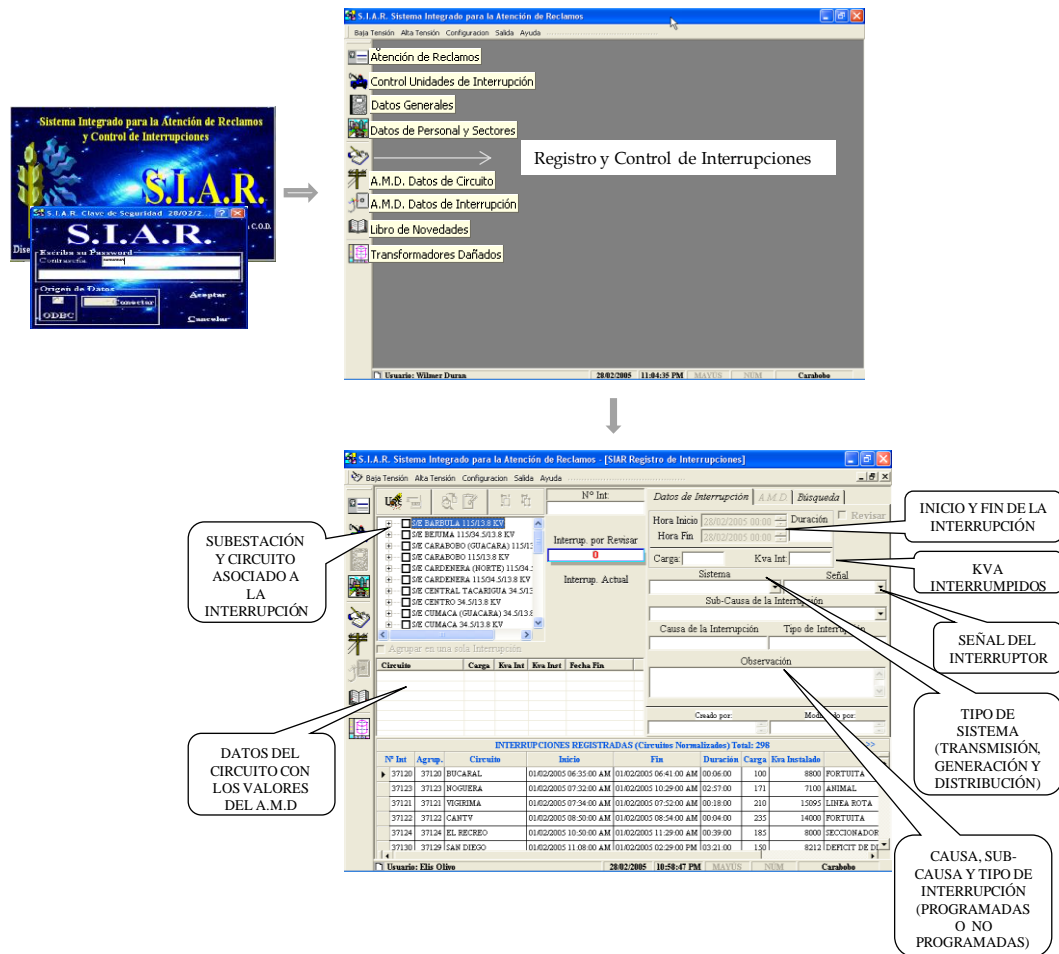 S.I.A.R. Sistema Integrado para la Atención de Reclamos
Baja Tensión Alta Tensión Configuracion Salida Ayuda
Atención de Reclamos
Control Unidades de Interrupción
Datos Generales
Datos de Personal y Sectores
Registro y Control de Interrupciones
A.M.D. Datos de Circuito
A.M.D. Datos de Interrupción
Libro de Novedades
Transformadores Dañados
Usuario: Wilmer Duran 28/02/2005 11:04:35 PM MAYUS NUM Carabobo
Sistema Integrado para la Atención de Reclamos
y Control de Interrupciones
S.I.A.R.
C.O.D.
Dise
S.I.A.R. Clave de Seguridad 28/02/2...
S.I.A.R.
Escriba su Password
Contraseña
Origen de Datos
ODBC
Conectar
Aceptar
Cancelar
S.I.A.R. Sistema Integrado para la Atención de Reclamos - [SIAR Registro de Interrupciones]
Baja Tensión Alta Tensión Configuracion Salida Ayuda
Nº Int:
Datos de Interrupción A.M.D. Búsqueda
S/E BARBULA 115/13.8 KV
S/E BEJUMA 115/34.5/13.8 KV
S/E CARABOBO (GUACARA) 115/13
S/E CARABOBO 115/13.8 KV
S/E CARDENERA (NORTE) 115/34.5
S/E CARDENERA 115/34.5/13.8 KV
S/E CENTRAL TACARIGUA 34.5/13
S/E CENTRO 34.5/13.8 KV
S/E CUMACA (GUACARA) 34.5/13.8
S/E CUMACA 34.5/13.8 KV
Interrup. por Revisar
0
Interrup. Actual
Hora Inicio 28/02/2005 00:00 Duración Revisar
Hora Fin 28/02/2005 00:00
Carga: Kva Int:
Sistema Señal
Sub-Causa de la Interrupción
Causa de la Interrupción Tipo de Interrupción
Observación
Creado por: Modificado por:
Agrupar en una sola Interrupción
Circuito Carga Kva Int Kva Inst Fecha Fin
INTERRUPCIONES REGISTRADAS (Circuitos Normalizados) Total: 298 >>
Nº Int Agrup. Circuito Inicio Fin Duración Carga Kva Instalado
37120 37120 BUCARAL 01/02/2005 06:35:00 AM 01/02/2005 06:41:00 AM 00:06:00 100 8800 FORTUITA
37123 37123 NOGUERA 01/02/2005 07:32:00 AM 01/02/2005 10:29:00 AM 02:57:00 171 7100 ANIMAL
37121 37121 VIGIRIMA 01/02/2005 07:34:00 AM 01/02/2005 07:52:00 AM 00:18:00 210 15095 LINEA ROTA
37122 37122 CANTV 01/02/2005 08:50:00 AM 01/02/2005 08:54:00 AM 00:04:00 235 14000 FORTUITA
37124 37124 EL RECREO 01/02/2005 10:50:00 AM 01/02/2005 11:29:00 AM 00:39:00 185 8000 SECCIONADOR
37130 37129 SAN DIEGO 01/02/2005 11:08:00 AM 01/02/2005 02:29:00 PM 03:21:00 150 8212 DEFICIT DE DI
Usuario: Elis Olivo 28/02/2005 10:58:47 PM MAYUS NUM Carabobo
SUBESTACIÓN
Y CIRCUITO
ASOCIADO A
LA
INTERRUPCIÓN
DATOS DEL
CIRCUITO CON
LOS VALORES
DEL A.M.D
INICIO Y FIN DE LA
INTERRUPCIÓN
KVA
INTERRUMPIDOS
SEÑAL DEL
INTERRUPTOR
TIPO DE
SISTEMA
(TRANSMISIÓN,
GENERACIÓN Y
DISTRIBUCIÓN)
CAUSA, SUB-
CAUSA Y TIPO DE
INTERRUPCIÓN
(PROGRAMADAS
O NO
PROGRAMADAS)